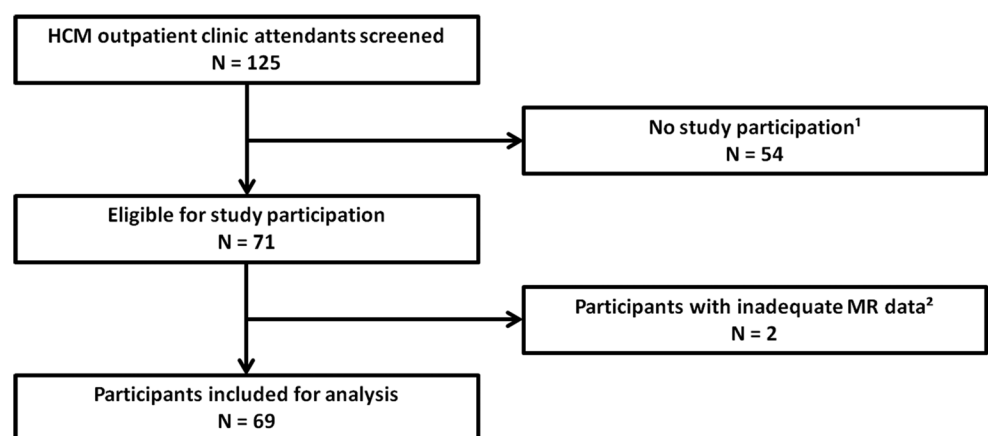 HCM outpatient clinic attendants screened
N = 125
No study participation¹
N = 54
Eligible for study participation
N = 71
Participants with inadequate MR data²
N = 2
Participants included for analysis
N = 69